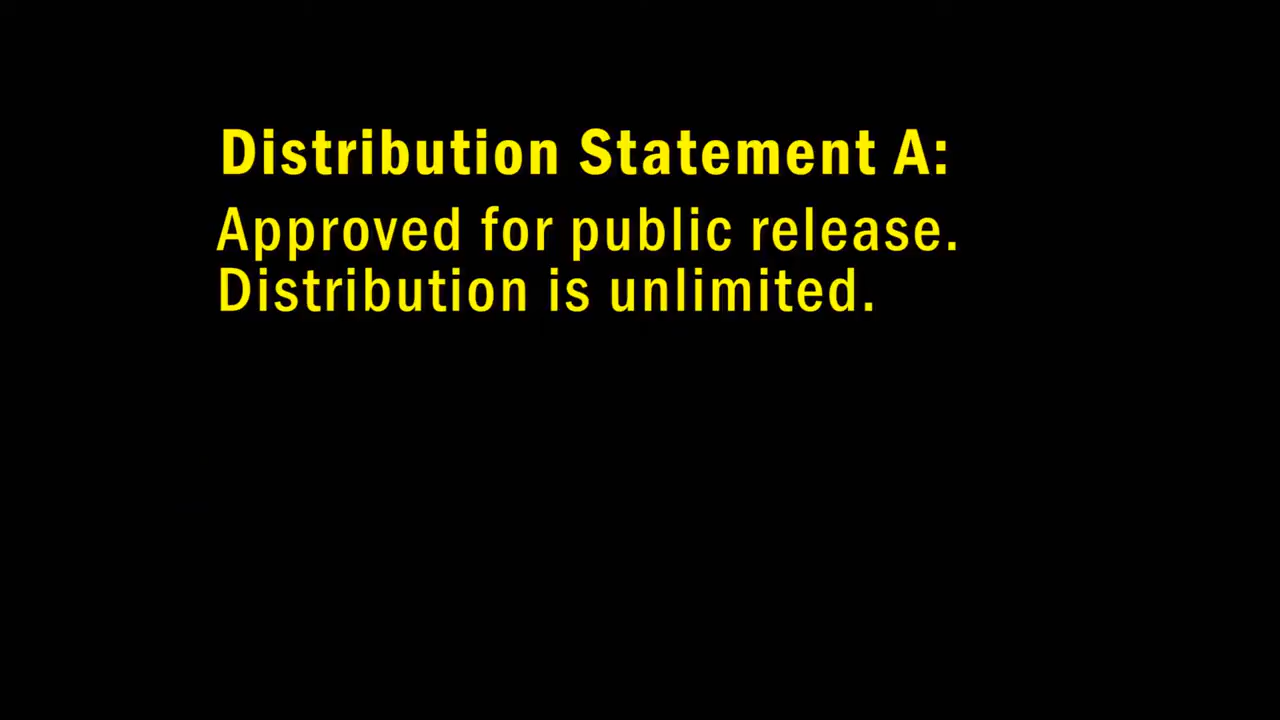 Distribution Statement A:
Approved for public release.
Distribution is unlimited.